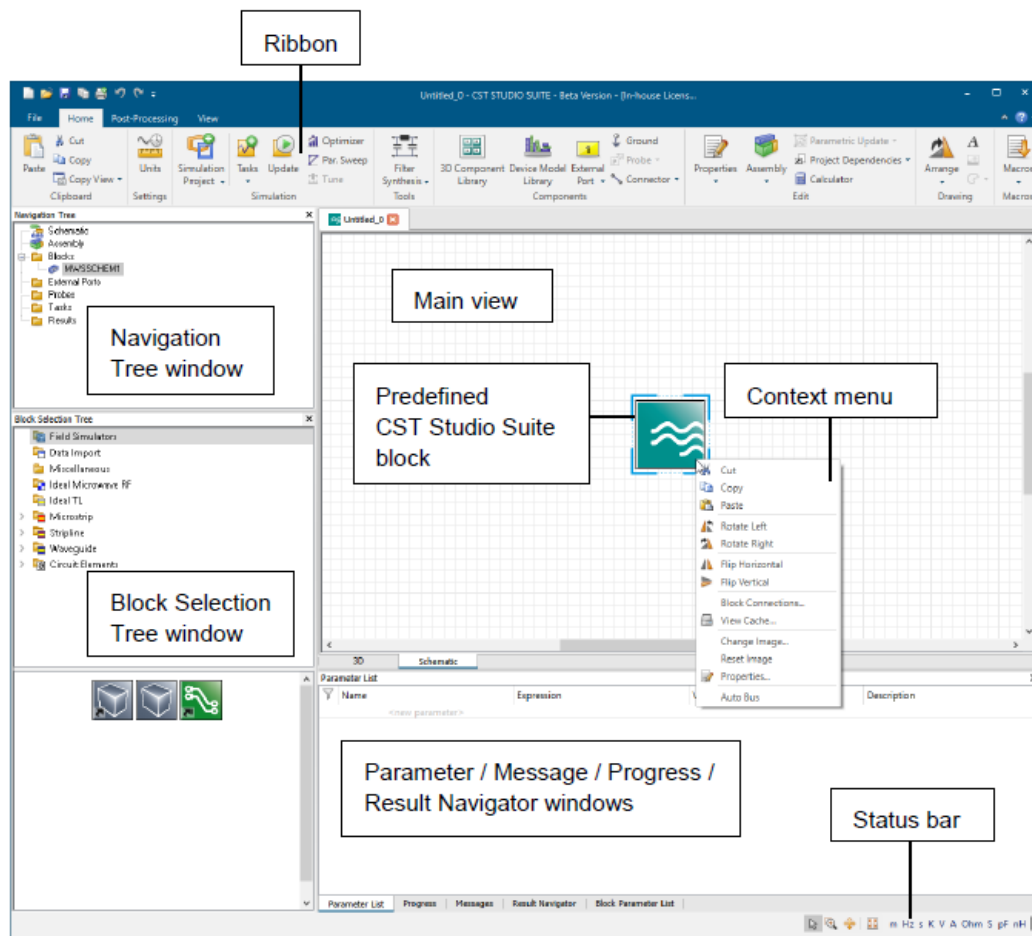 Ribbon
Untitled_0 - CST STUDIO SUITE - Beta Version - [In-house Licens...
File Home Post-Processing View
Paste
Cut
Copy
Copy View
Clipboard
Units
Settings
Simulation Project
Tasks
Update
Optimizer
Par. Sweep
Tune
Simulation
Filter Synthesis
Tools
3D Component Library
Device Model Library
External Port
Ground
Probe
Connector
Components
Properties
Assembly
Parametric Update
Project Dependencies
Calculator
Edit
Arrange
A
Drawing
Macros
Macros
Navigation Tree
Schematic
Assembly
Blocks
MWSSCHEM1
External Ports
Probes
Tasks
Results
Navigation
Tree window
Untitled_0
Main view
Predefined
CST Studio Suite
block
Context menu
Cut
Copy
Paste
Rotate Left
Rotate Right
Flip Horizontal
Flip Vertical
Block Connections...
View Cache...
Change Image...
Reset Image
Properties...
Auto Bus
Block Selection Tree
Field Simulators
Data Import
Miscellaneous
Ideal Microwave RF
Ideal TL
Microstrip
Stripline
Waveguide
Circuit Elements
Block Selection
Tree window
3D Schematic
Parameter List
Name Expression V Description
<new parameter>
Parameter / Message / Progress /
Result Navigator windows
Status bar
Parameter List Progress Messages Result Navigator Block Parameter List
m Hz s K V A Ohm S pF nH